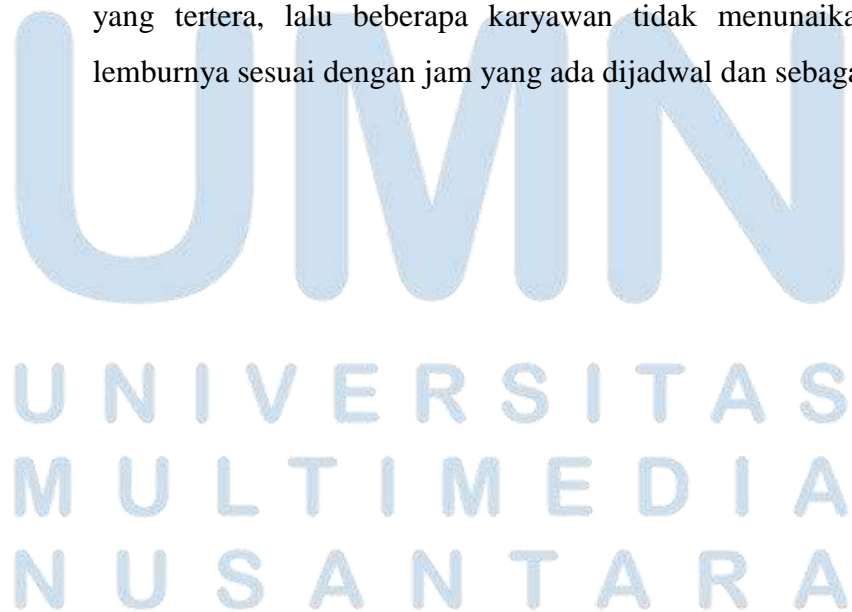 yang tertera, lalu beberapa karyawan tidak menunaika
lemburnya sesuai dengan jam yang ada dijadwal dan sebaga
UMN
UNIVERSITAS
MULTIMEDIA
NUSANTARA